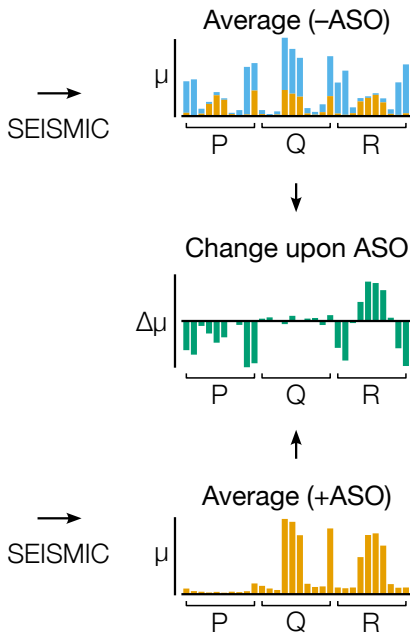 Average (–ASO)
μ
SEISMIC
P Q R
Change upon ASO
Δμ
P Q R
Average (+ASO)
μ
SEISMIC
P Q R